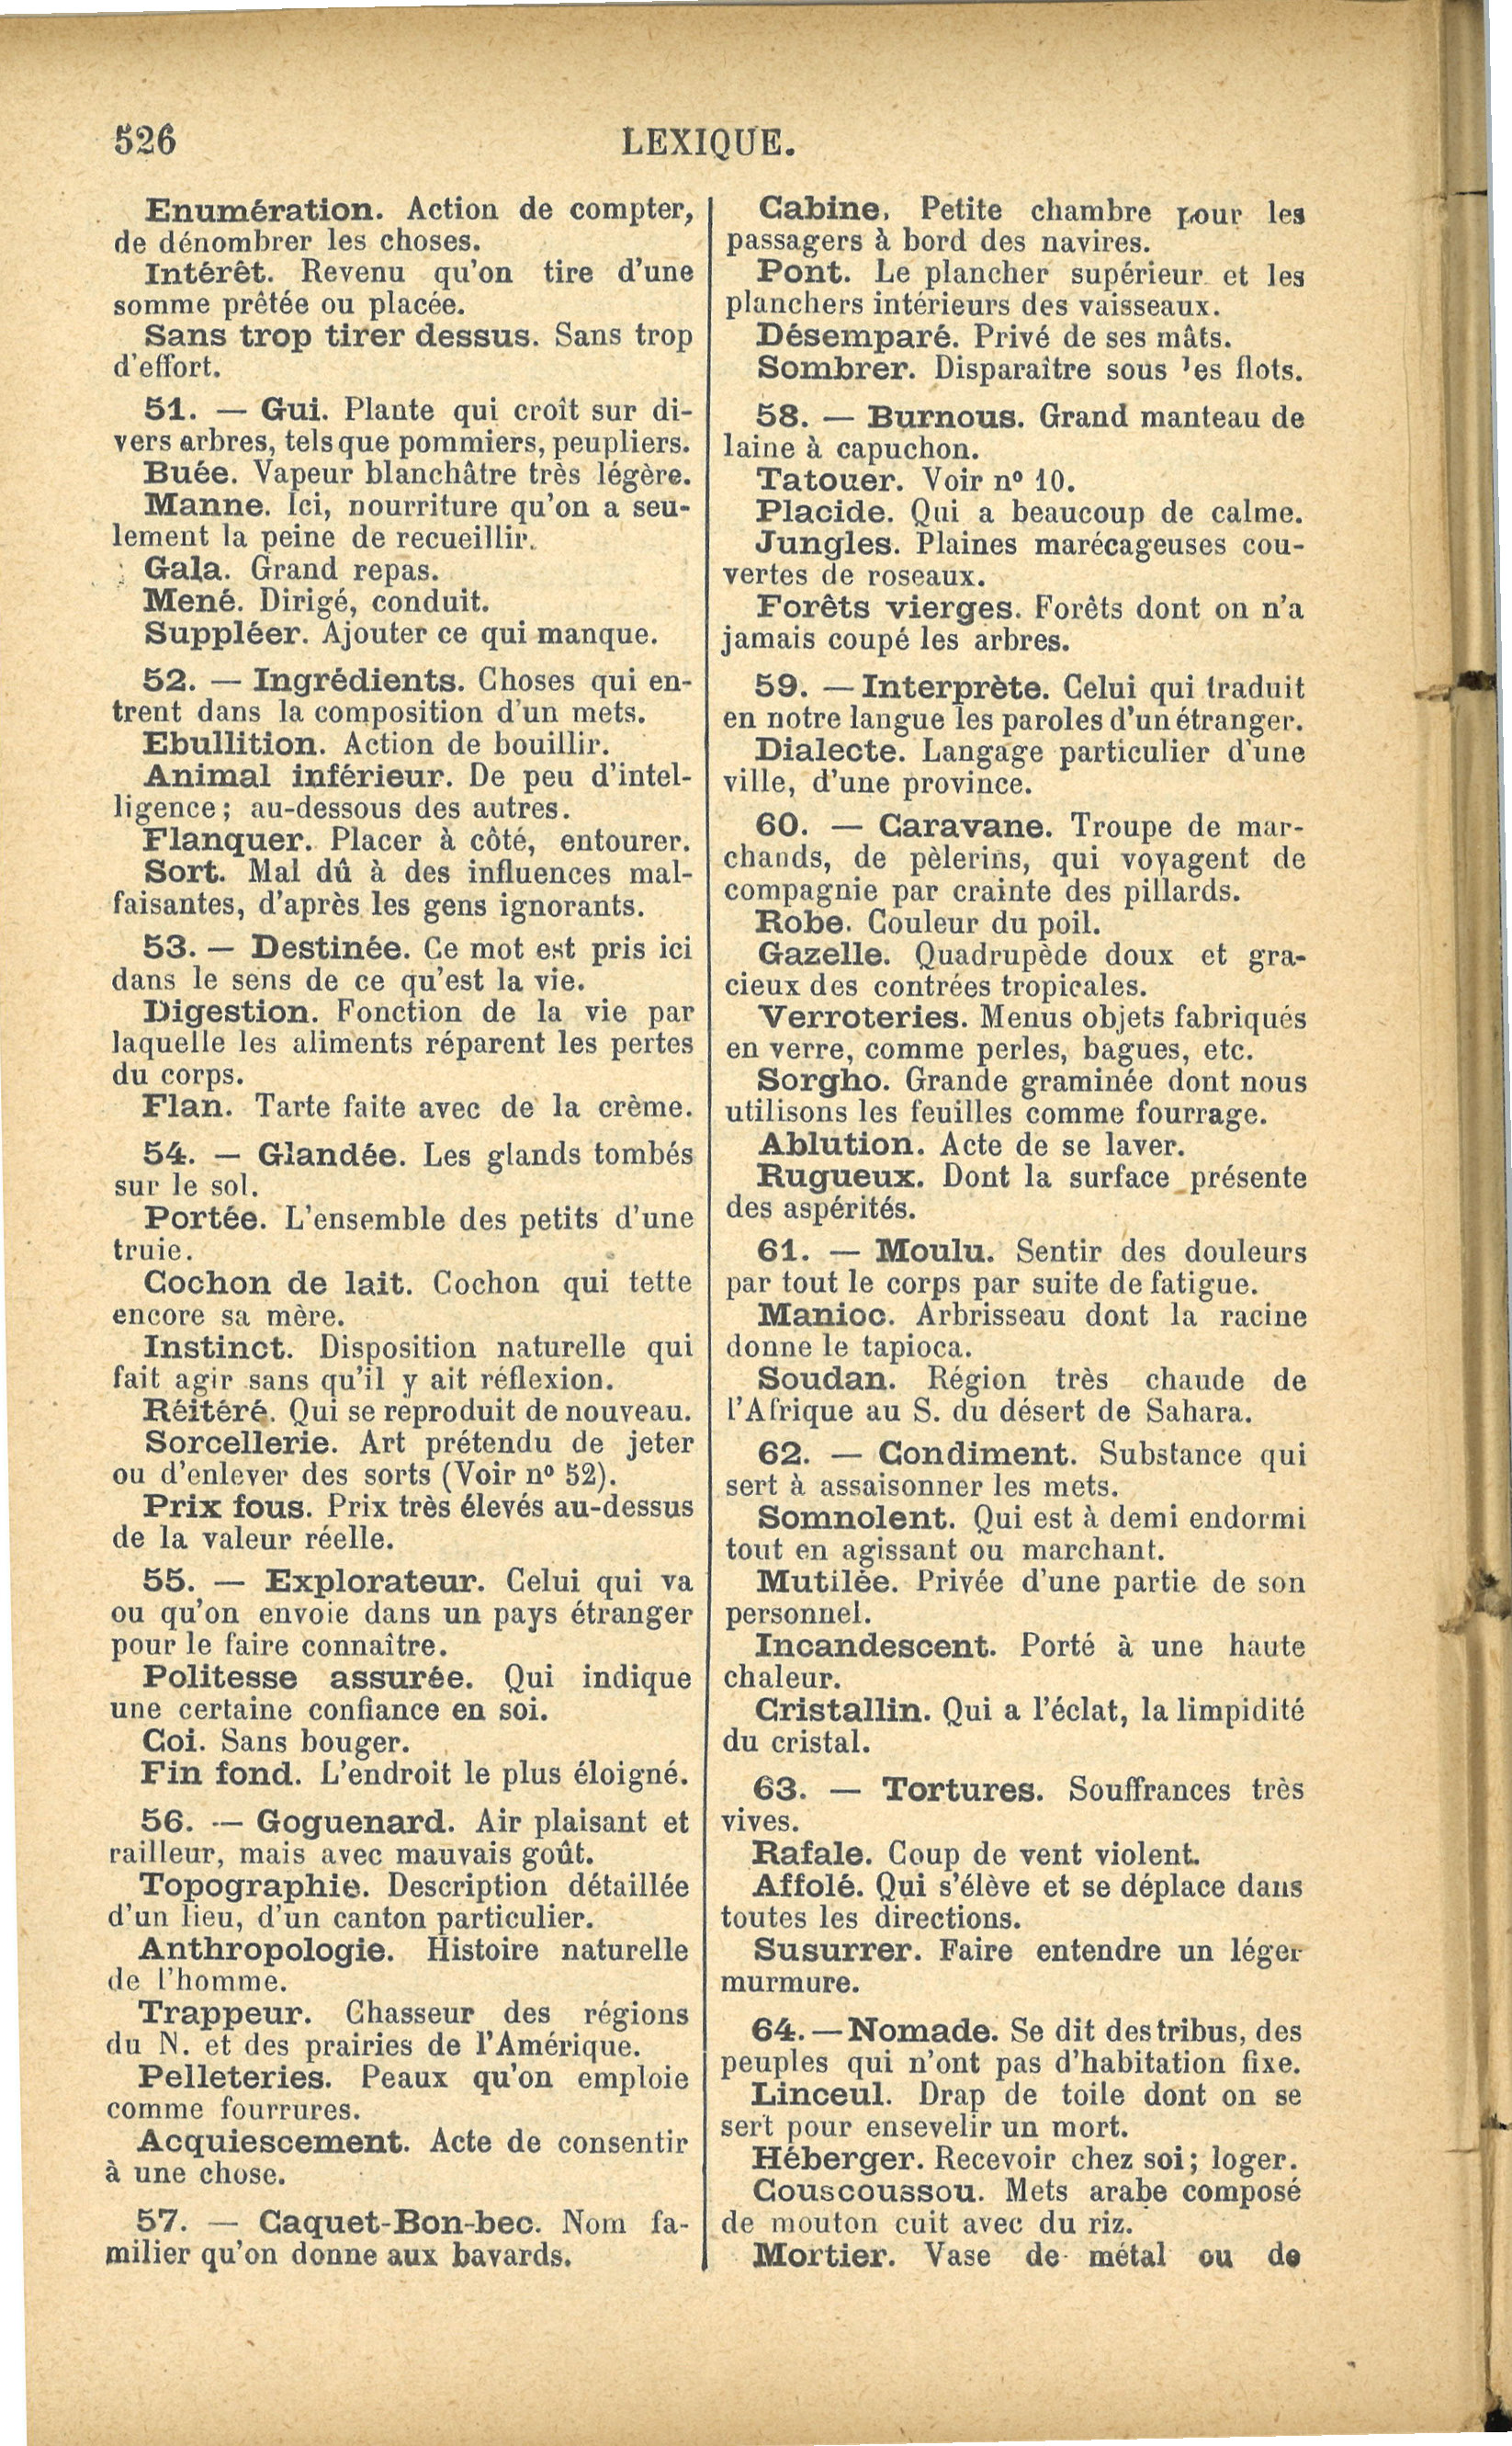 526
LEXIQUE.
Enumération. Action de compter,
de dénombrer les choses.
Intérêt. Revenu qu'on tire d'une
somme prêtée ou placée.
Sans trop tirer dessus. Sans trop
d'effort.
51. — Gui. Plante qui croît sur di-
vers arbres, tels que pommiers, peupliers.
Buée. Vapeur blanchâtre très légère.
Manne. Ici, nourriture qu'on a seu-
lement la peine de recueillir.
Gala. Grand repas.
Mené. Dirigé, conduit.
Suppléer. Ajouter ce qui manque.
52. — Ingrédients. Choses qui en-
trent dans la composition d'un mets.
Ebullition. Action de bouillir.
Animal inférieur. De peu d'intel-
ligence; au-dessous des autres.
Flanquer. Placer à côté, entourer.
Sort. Mal dû à des influences mal-
faisantes, d'après les gens ignorants.
53. — Destinée. Ce mot est pris ici
dans le sens de ce qu'est la vie.
Digestion. Fonction de la vie par
laquelle les aliments réparent les pertes
du corps.
Flan. Tarte faite avec de la crème.
54. — Glandée. Les glands tombés
sur le sol.
Portée. L'ensemble des petits d'une
truie.
Cochon de lait. Cochon qui tette
encore sa mère.
Instinct. Disposition naturelle qui
fait agir sans qu'il y ait réflexion.
Réitéré. Qui se reproduit de nouveau.
Sorcellerie. Art prétendu de jeter
ou d'enlever des sorts (Voir nº 52).
Prix fous. Prix très élevés au-dessus
de la valeur réelle.
55. — Explorateur. Celui qui va
ou qu'on envoie dans un pays étranger
pour le faire connaître.
Politesse assurée. Qui indique
une certaine confiance en soi.
Coi. Sans bouger.
Fin fond. L'endroit le plus éloigné.
56. — Goguenard. Air plaisant et
railleur, mais avec mauvais goût.
Topographie. Description détaillée
d'un lieu, d'un canton particulier.
Anthropologie. Histoire naturelle
de l'homme.
Trappeur. Chasseur des régions
du N. et des prairies de l'Amérique.
Pelleteries. Peaux qu'on emploie
comme fourrures.
Acquiescement. Acte de consentir
à une chose.
57. — Caquet-Bon-bec. Nom fa-
milier qu'on donne aux bavards.
Cabine. Petite chambre pour les
passagers à bord des navires.
Pont. Le plancher supérieur et les
planchers intérieurs des vaisseaux.
Désemparé. Privé de ses mâts.
Sombrer. Disparaître sous les flots.
58. — Burnous. Grand manteau de
laine à capuchon.
Tatouer. Voir nº 10.
Placide. Qui a beaucoup de calme.
Jungles. Plaines marécageuses cou-
vertes de roseaux.
Forêts vierges. Forêts dont on n'a
jamais coupé les arbres.
59. — Interprète. Celui qui traduit
en notre langue les paroles d'un étranger.
Dialecte. Langage particulier d'une
ville, d'une province.
60. — Caravane. Troupe de mar-
chands, de pèlerins, qui voyagent de
compagnie par crainte des pillards.
Robe. Couleur du poil.
Gazelle. Quadrupède doux et gra-
cieux des contrées tropicales.
Verroteries. Menus objets fabriqués
en verre, comme perles, bagues, etc.
Sorgho. Grande graminée dont nous
utilisons les feuilles comme fourrage.
Ablution. Acte de se laver.
Rugueux. Dont la surface présente
des aspérités.
61. — Moulu. Sentir des douleurs
par tout le corps par suite de fatigue.
Manioc. Arbrisseau dont la racine
donne le tapioca.
Soudan. Région très chaude de
l'Afrique au S. du désert de Sahara.
62. — Condiment. Substance qui
sert à assaisonner les mets.
Somnolent. Qui est à demi endormi
tout en agissant ou marchant.
Mutilée. Privée d'une partie de son
personnel.
Incandescent. Porté à une haute
chaleur.
Cristallin. Qui a l'éclat, la limpidité
du cristal.
63. — Tortures. Souffrances très
vives.
Rafale. Coup de vent violent.
Affolé. Qui s'élève et se déplace dans
toutes les directions.
Susurrer. Faire entendre un léger
murmure.
64. — Nomade. Se dit des tribus, des
peuples qui n'ont pas d'habitation fixe.
Linceul. Drap de toile dont on se
sert pour ensevelir un mort.
Héberger. Recevoir chez soi; loger.
Couscoussou. Mets arabe composé
de mouton cuit avec du riz.
Mortier. Vase de métal ou de